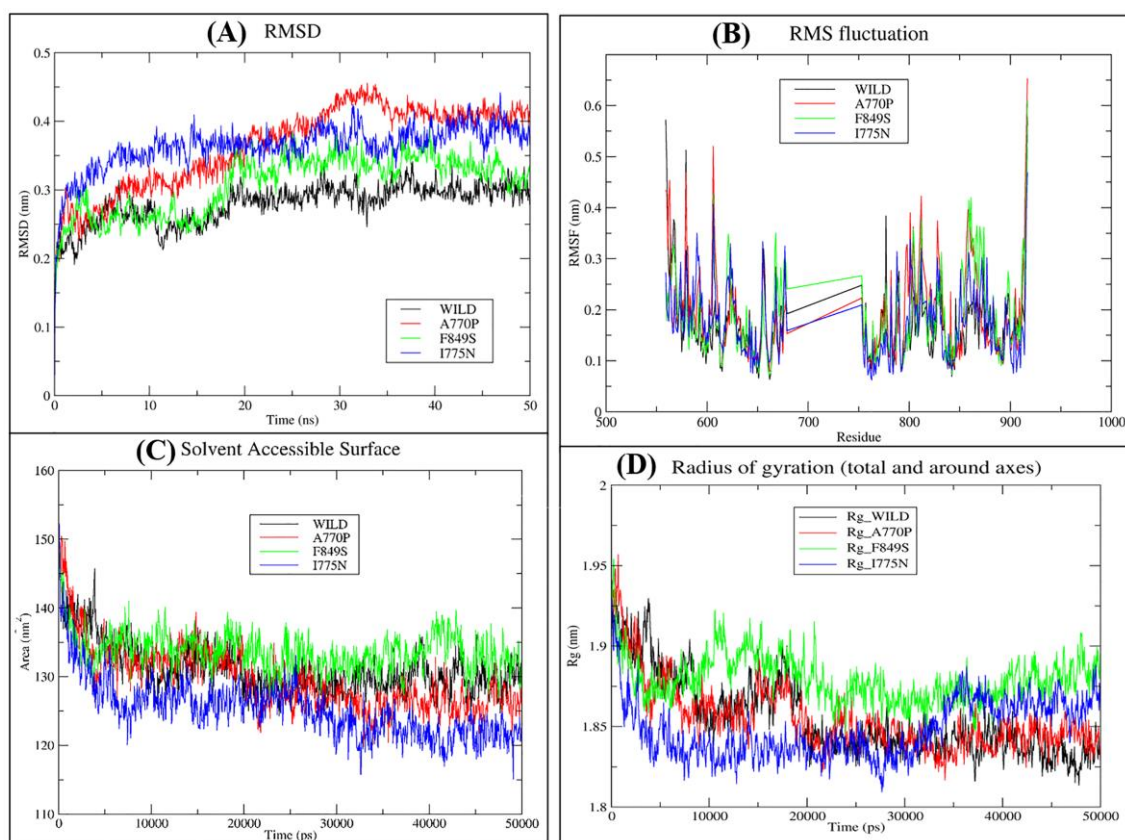 (A) RMSD
0.5
0.4
0.3
0.2
0.1
0
RMSD (nm)
WILD
A770P
F849S
I775N
0 10 20 30 40 50
Time (ns)
(B) RMS fluctuation
0.6
0.5
0.4
0.3
0.2
0.1
0
RMSF (nm)
WILD
A770P
F849S
I775N
500 600 700 800 900 1000
Residue
(C) Solvent Accessible Surface
160
150
140
130
120
110
Area (nm²)
WILD
A770P
F849S
I775N
0 10000 20000 30000 40000 50000
Time (ps)
(D) Radius of gyration (total and around axes)
2
1.95
1.9
1.85
1.8
Rg (nm)
Rg_WILD
Rg_A770P
Rg_F849S
Rg_I775N
0 10000 20000 30000 40000 50000
Time (ps)